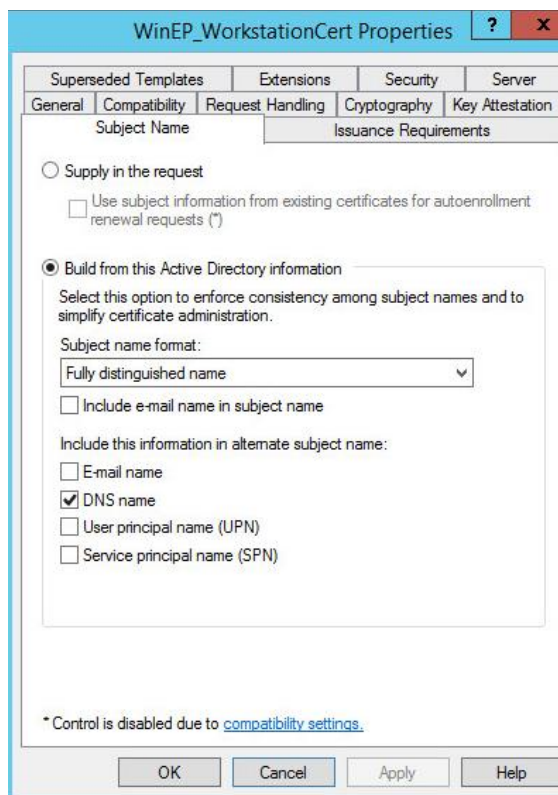 WinEP_WorkstationCert Properties
?
x
Superseded Templates
Extensions
Security
Server
General
Compatibility
Request Handling
Cryptography
Key Attestation
Subject Name
Issuance Requirements
Supply in the request
Use subject information from existing certificates for autoenrollment
renewal requests (*)
Build from this Active Directory information
Select this option to enforce consistency among subject names and to
simplify certificate administration.
Subject name format:
Fully distinguished name
Include e-mail name in subject name
Include this information in alternate subject name:
E-mail name
DNS name
User principal name (UPN)
Service principal name (SPN)
* Control is disabled due to compatibility settings.
OK
Cancel
Apply
Help